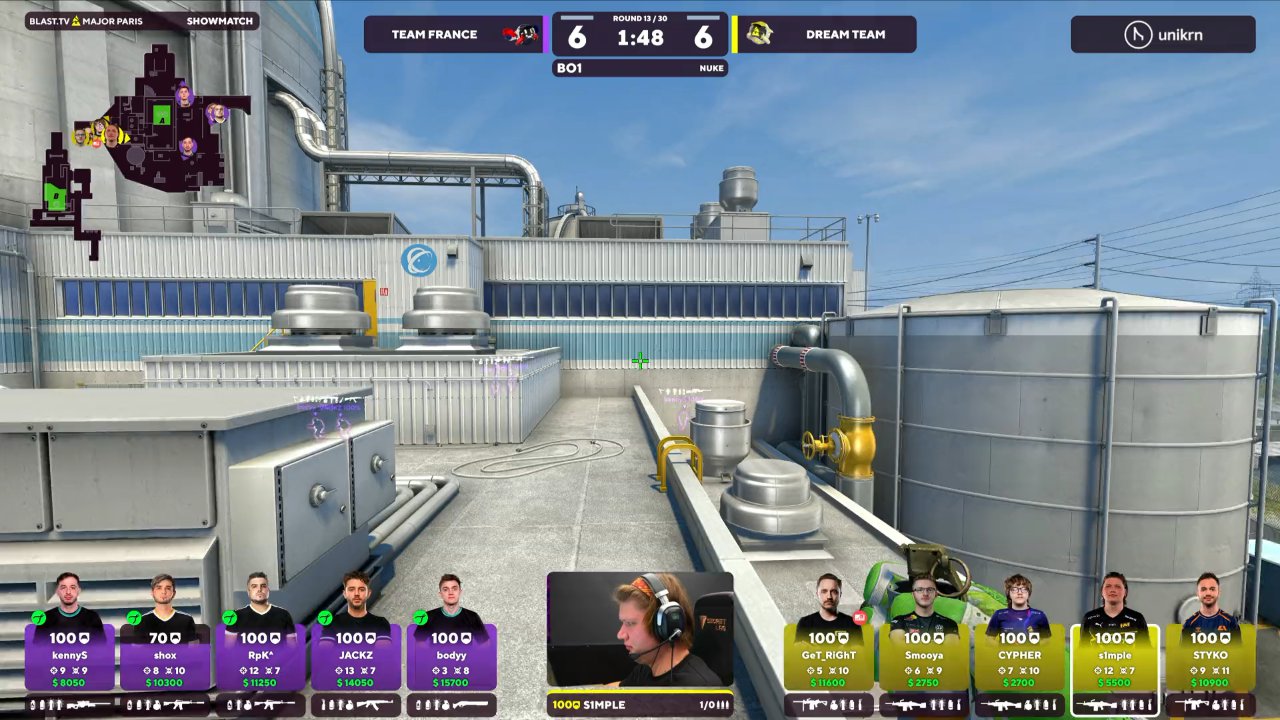 BLAST.TV MAJOR PARIS SHOWMATCH
TEAM FRANCE
6
ROUND 13 / 30
1:48
6
DREAM TEAM
BO1 NUKE
unikrn
A
B
100 kennyS 9 9 $ 8050
70 shox 8 10 $ 10300
100 RpK^ 12 7 $ 11250
100 JACKZ 13 7 $ 14050
100 bodyy 3 8 $ 15700
SECRET LAB
100 S1MPLE 1/0
100 GeT_RiGhT 5 10 $ 11600
100 Smooya 6 9 $ 2750
100 CYPHER 7 10 $ 2700
100 s1mple 12 7 $ 5500
100 STYKO 9 11 $ 10900